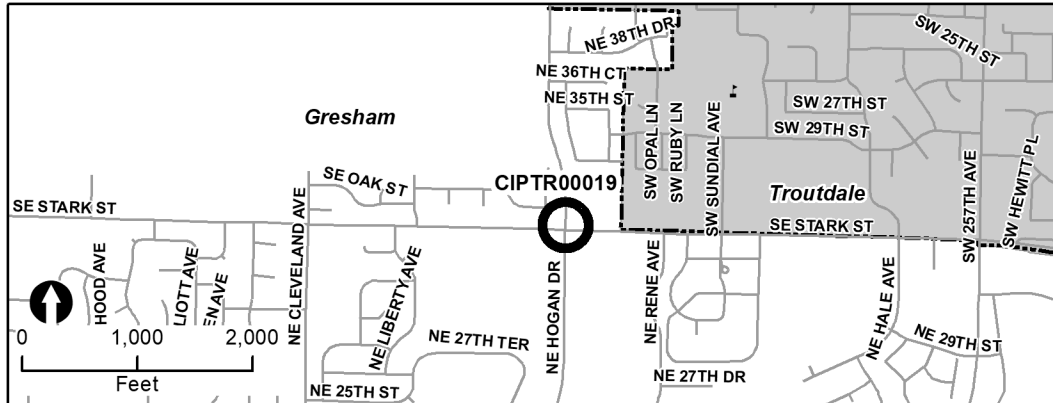 NE 38TH DR
SW 25TH ST
NE 36TH CT
NE 35TH ST
SW 27TH ST
SW 29TH ST
Gresham
SW OPAL LN
SW RUBY LN
SW SUNDIAL AVE
SW 257TH AVE
SW HEWITT PL
SE OAK ST
CIPTR00019
Troutdale
SE STARK ST
SE STARK ST
HOOD AVE
LIOTT AVE
EN AVE
NE CLEVELAND AVE
NE LIBERTY AVE
NE HOGAN DR
NE RENE AVE
NE HALE AVE
NE 29TH ST
NE 27TH TER
NE 27TH DR
NE 25TH ST
0 1,000 2,000
Feet